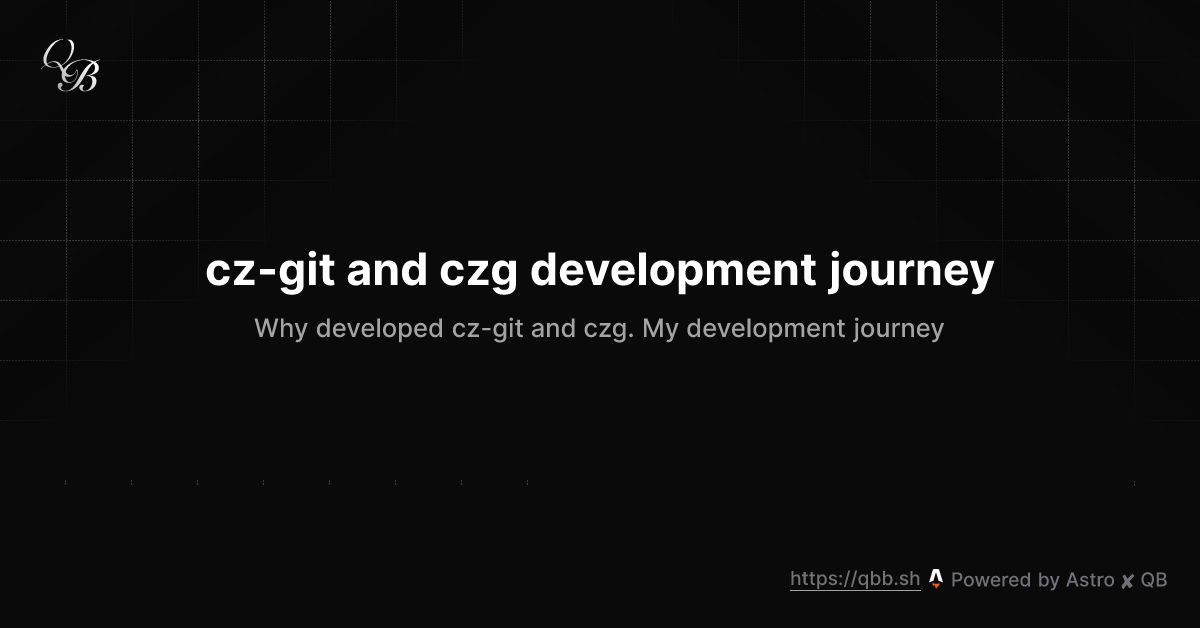 QB
cz-git and czg development journey
Why developed cz-git and czg. My development journey
https://qbb.sh Powered by Astro ✘ QB